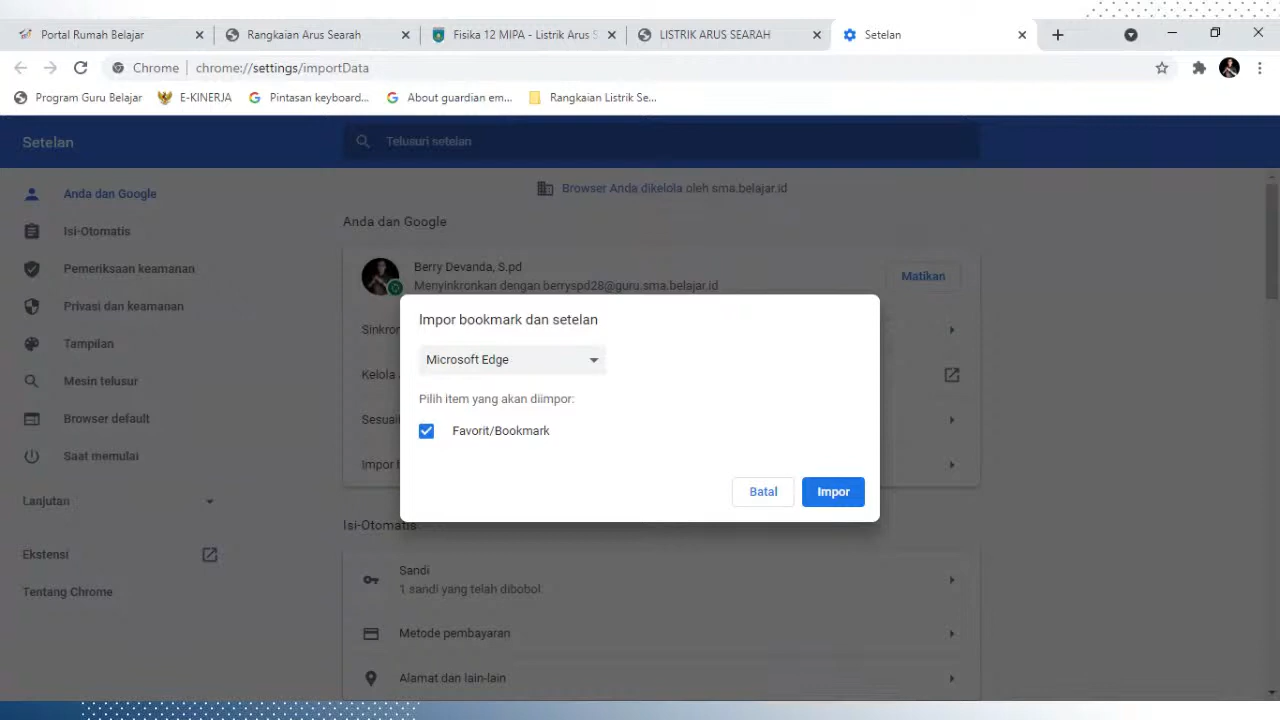 Portal Rumah Belajar
Rangkaian Arus Searah
Fisika 12 MIPA - Listrik Arus S
LISTRIK ARUS SEARAH
Setelan
Chrome
chrome://settings/importData
Program Guru Belajar
E-KINERJA
Pintasan keyboard...
About guardian em...
Rangkaian Listrik Se...
Setelan
Telusuri setelan
Browser Anda dikelola oleh sma.belajar.id
Anda dan Google
Isi-Otomatis
Pemeriksaan keamanan
Privasi dan keamanan
Tampilan
Mesin telusur
Browser default
Saat memulai
Lanjutan
Ekstensi
Tentang Chrome
Anda dan Google
Berry Devanda, S.pd
Menyinkronkan dengan berryspd28@guru.sma.belajar.id
Matikan
Sinkron
Kelola
Sesuai
Impor
Impor bookmark dan setelan
Microsoft Edge
Pilih item yang akan diimpor:
Favorit/Bookmark
Batal
Impor
Isi-Otomatis
Sandi
1 sandi yang telah dibobol.
Metode pembayaran
Alamat dan lain-lain